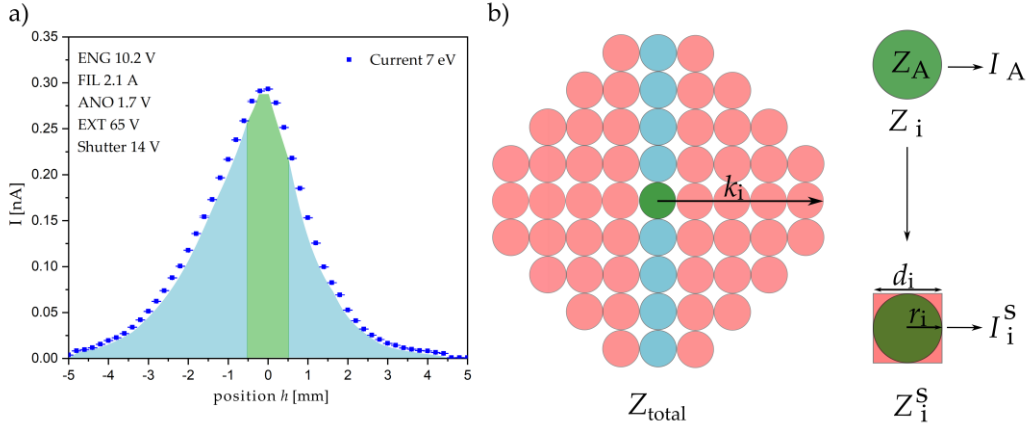 a)
0.35
0.30
0.25
0.20
0.15
0.10
0.05
0.00
I [nA]
ENG 10.2 V
FIL 2.1 A
ANO 1.7 V
EXT 65 V
Shutter 14 V
Current 7 eV
-5 -4 -3 -2 -1 0 1 2 3 4 5
position h [mm]
b)
k_i
Z_total
Z_A
I_A
Z_i
d_i
r_i
I_i^s
Z_i^s